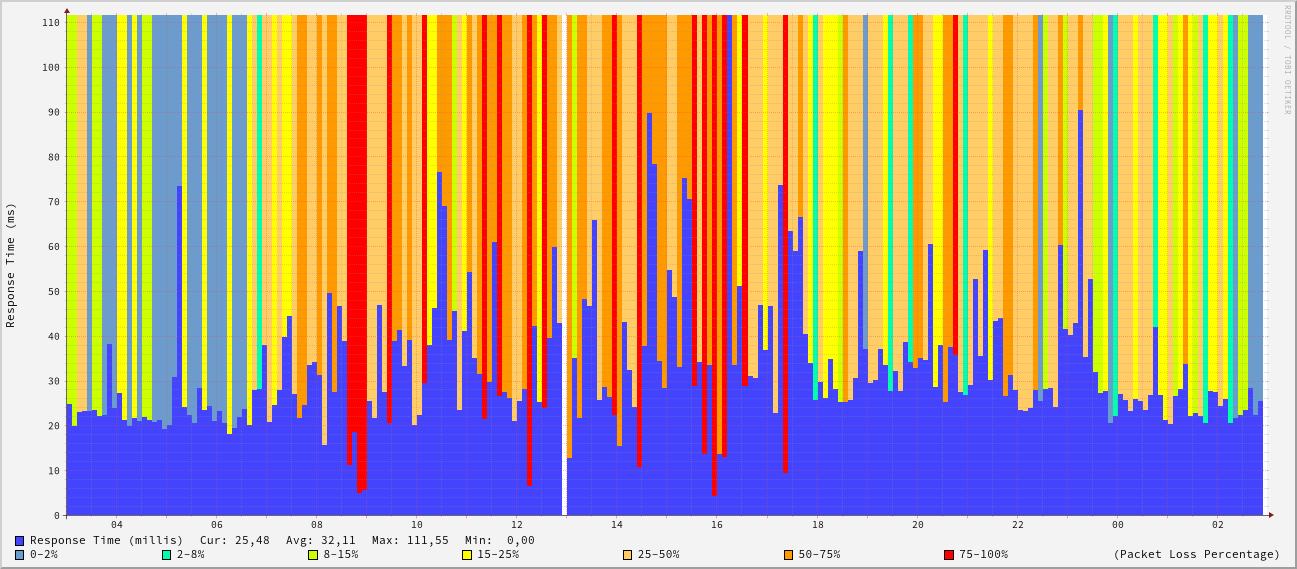 RRDTOOL / TOBI OETIKER
Response Time (ms)
110
100
90
80
70
60
50
40
30
20
10
0
04 06 08 10 12 14 16 18 20 22 00 02
Response Time (millis) Cur: 25,48 Avg: 32,11 Max: 111,55 Min: 0,00
0-2% 2-8% 8-15% 15-25% 25-50% 50-75% 75-100% (Packet Loss Percentage)